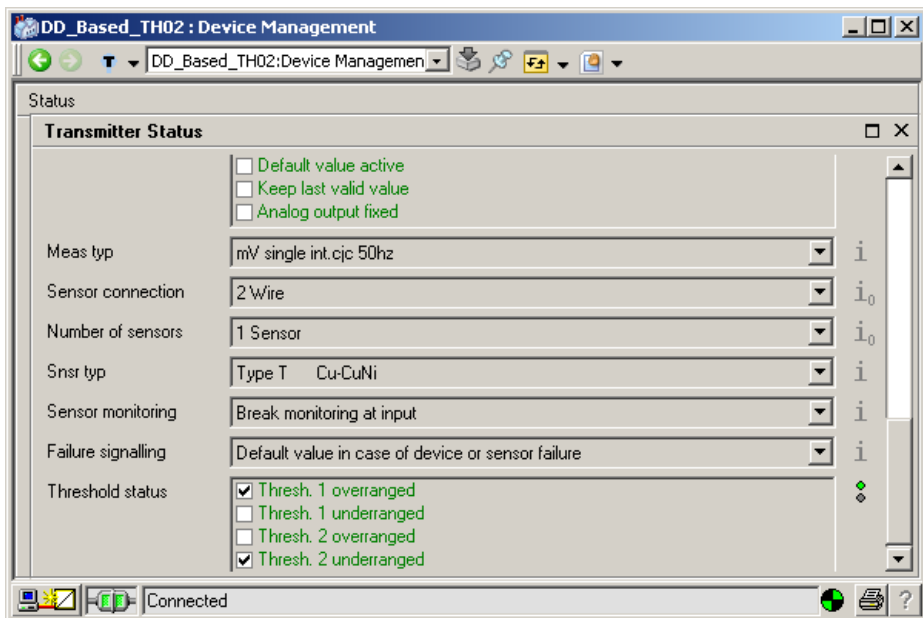 DD_Based_TH02 : Device Management
DD_Based_TH02:Device Managemen
Status
Transmitter Status
Default value active
Keep last valid value
Analog output fixed
Meas typ mV single int.cjc 50hz
Sensor connection 2 Wire
Number of sensors 1 Sensor
Snsr typ Type T Cu-CuNi
Sensor monitoring Break monitoring at input
Failure signalling Default value in case of device or sensor failure
Threshold status Thresh. 1 overranged
Thresh. 1 underranged
Thresh. 2 overranged
Thresh. 2 underranged
Connected